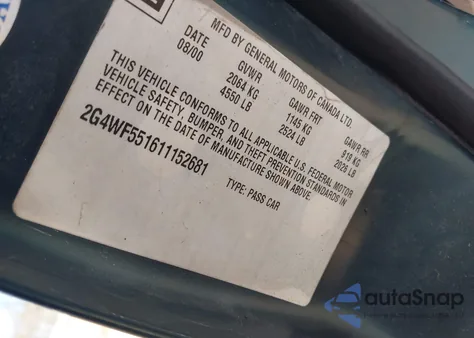 MFD BY GENERAL MOTORS OF CANADA LTD.
DATE GVWR GAWR FRT GAWR RR
08/00 2064 KG 1145 KG 919 KG
4550 LB 2524 LB 2026 LB
THIS VEHICLE CONFORMS TO ALL APPLICABLE U.S. FEDERAL MOTOR
VEHICLE SAFETY, BUMPER, AND THEFT PREVENTION STANDARDS IN
EFFECT ON THE DATE OF MANUFACTURE SHOWN ABOVE.
2G4WF551611152681
TYPE: PASS CAR
autoSnap